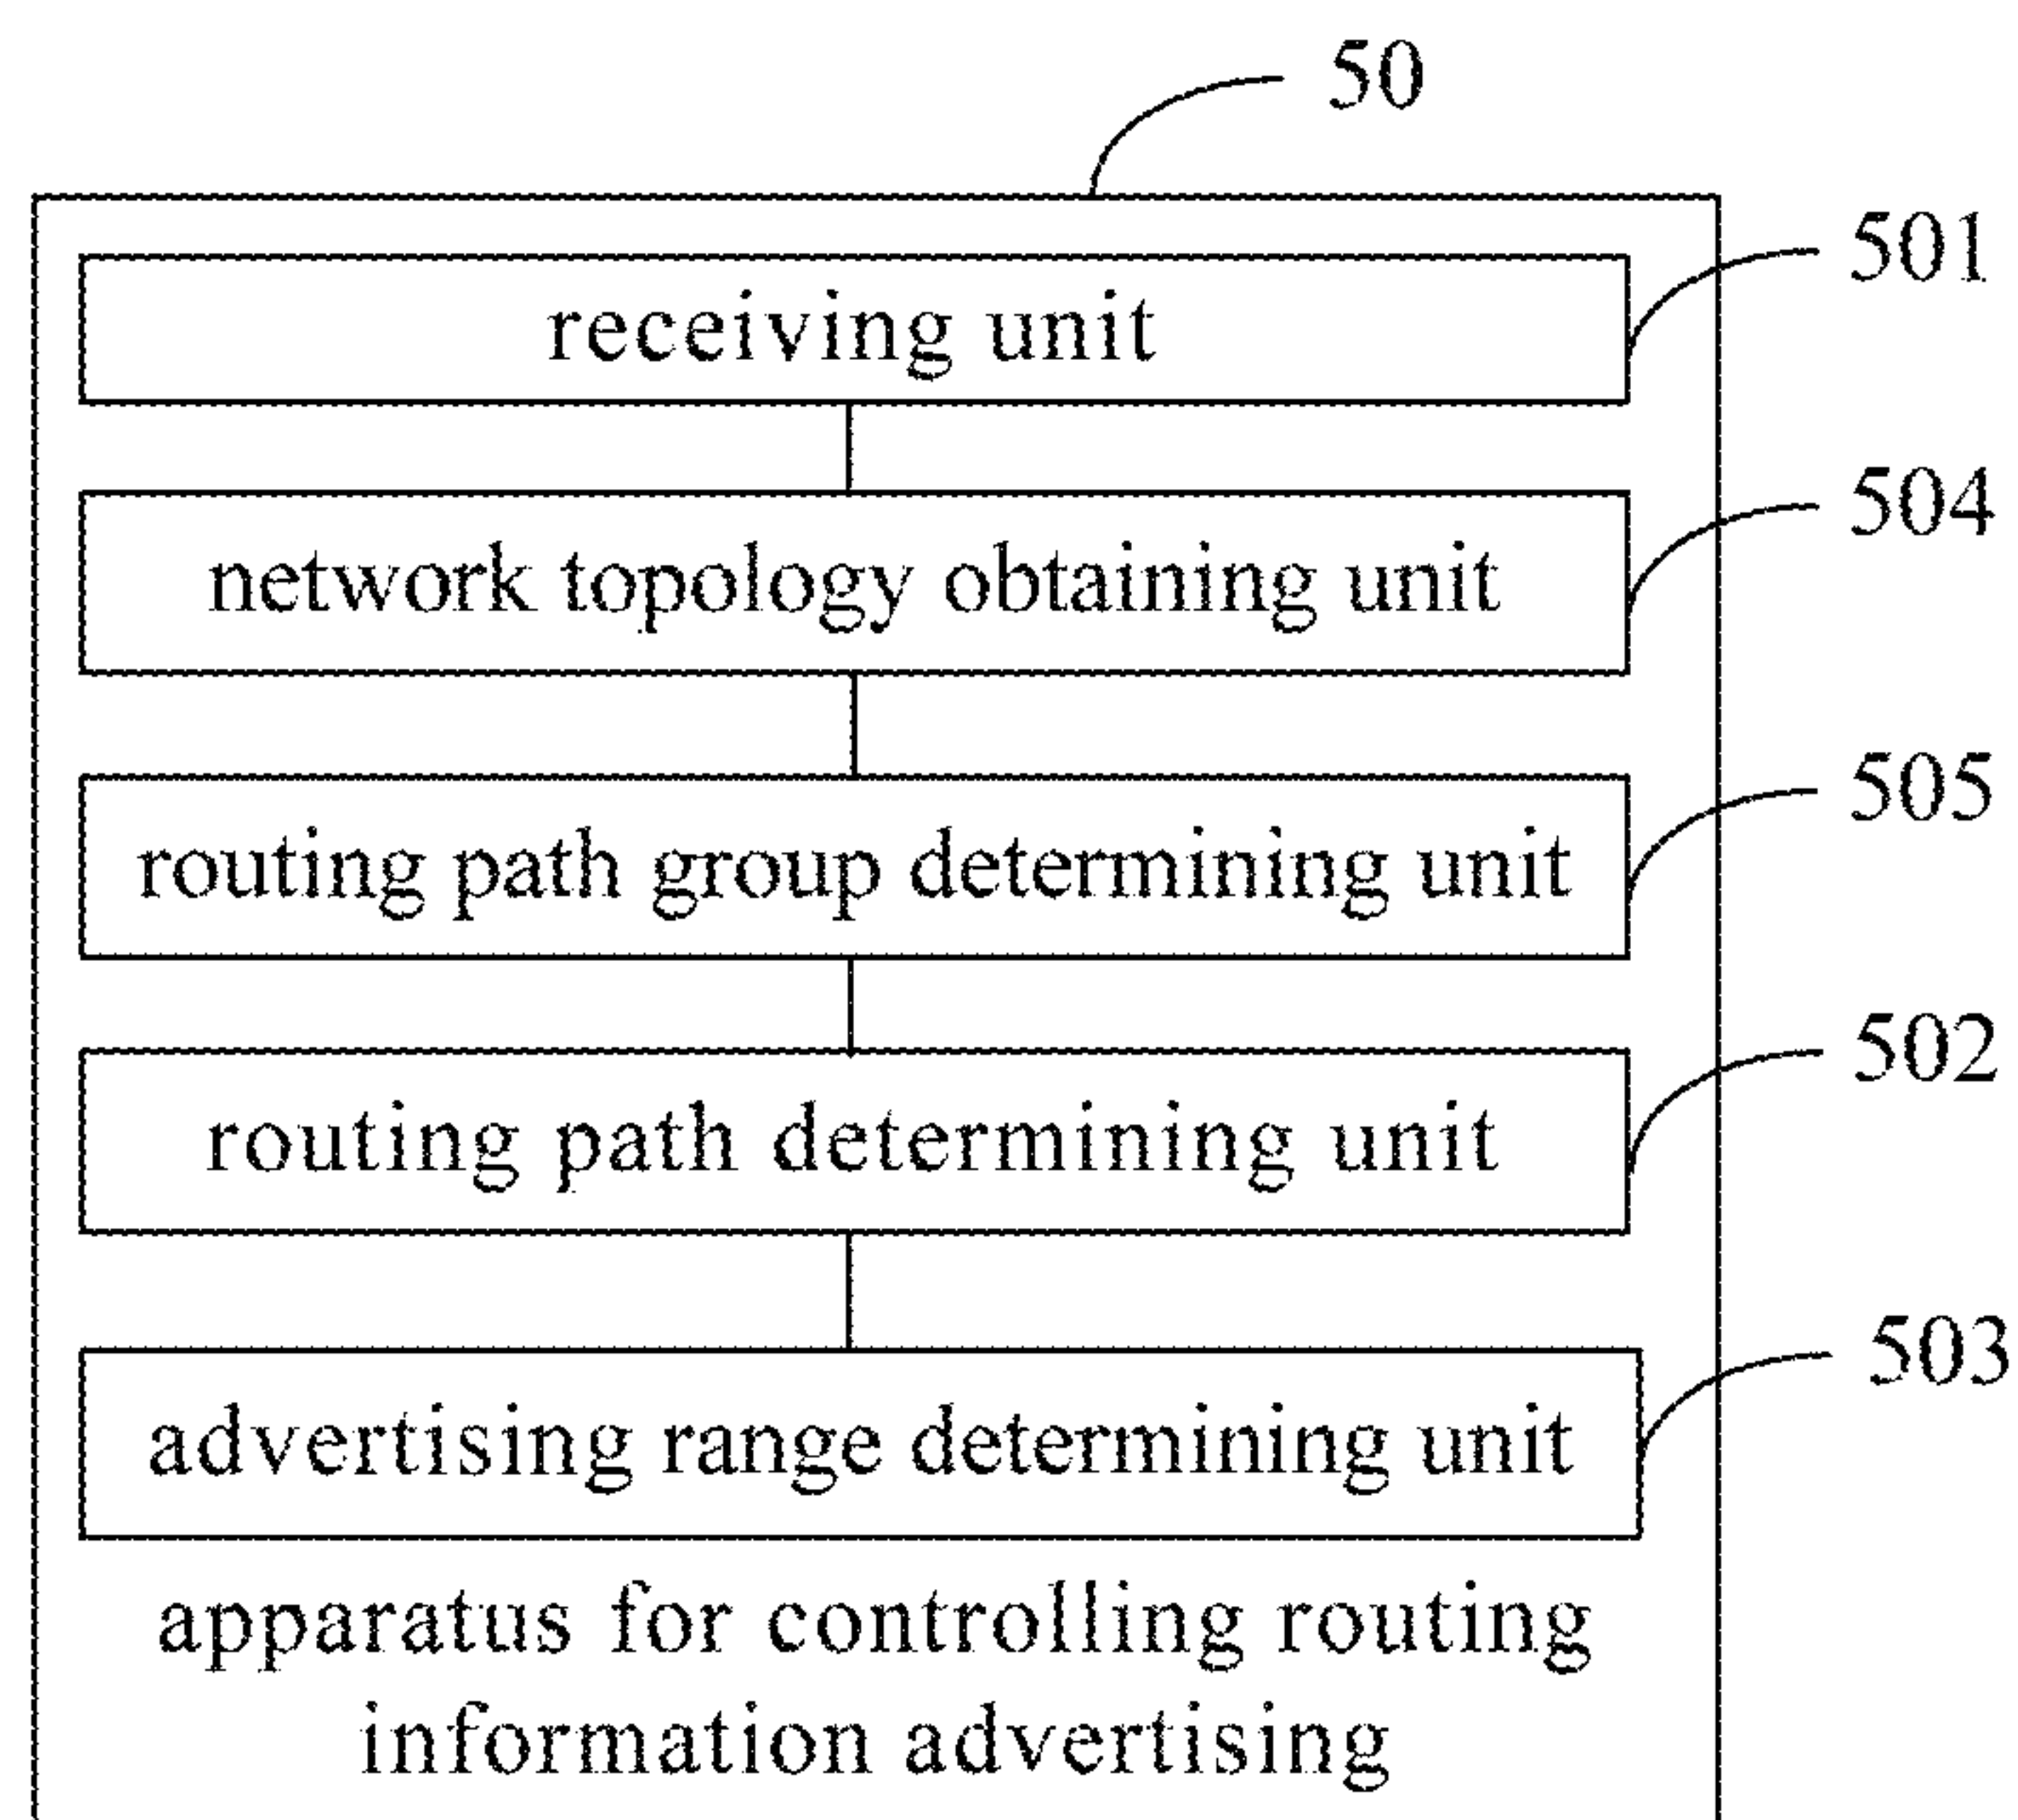 50
receiving unit
501
network topology obtaining unit
504
routing path group determining unit
505
routing path determining unit
502
advertising range determining unit
503
apparatus for controlling routing
information advertising